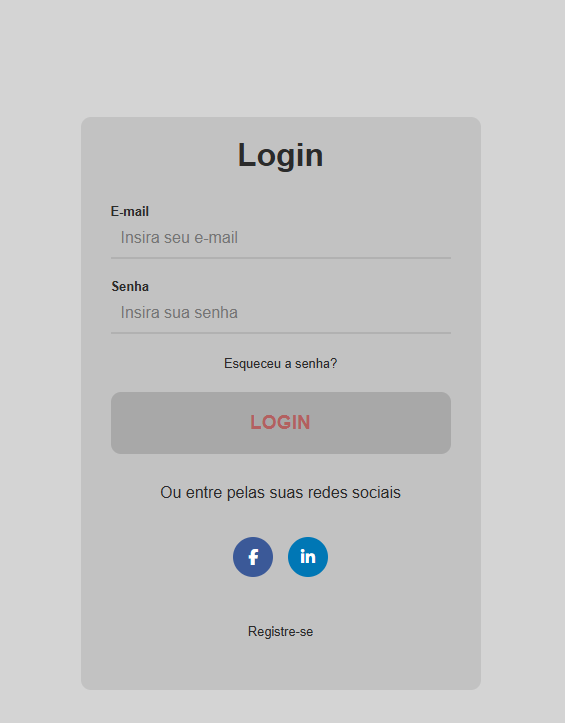 Login
E-mail
Insira seu e-mail
Senha
Insira sua senha
Esqueceu a senha?
LOGIN
Ou entre pelas suas redes sociais
f in
Registre-se